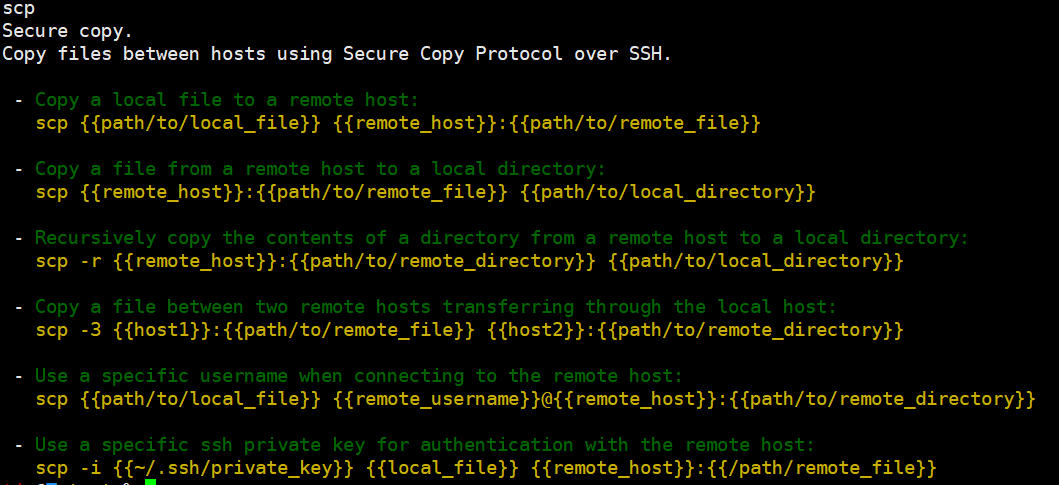 scp
Secure copy.
Copy files between hosts using Secure Copy Protocol over SSH.
- Copy a local file to a remote host:
scp {{path/to/local_file}} {{remote_host}}:{{path/to/remote_file}}
- Copy a file from a remote host to a local directory:
scp {{remote_host}}:{{path/to/remote_file}} {{path/to/local_directory}}
- Recursively copy the contents of a directory from a remote host to a local directory:
scp -r {{remote_host}}:{{path/to/remote_directory}} {{path/to/local_directory}}
- Copy a file between two remote hosts transferring through the local host:
scp -3 {{host1}}:{{path/to/remote_file}} {{host2}}:{{path/to/remote_directory}}
- Use a specific username when connecting to the remote host:
scp {{path/to/local_file}} {{remote_username}}@{{remote_host}}:{{path/to/remote_directory}}
- Use a specific ssh private key for authentication with the remote host:
scp -i {{~/.ssh/private_key}} {{local_file}} {{remote_host}}:{{/path/remote_file}}